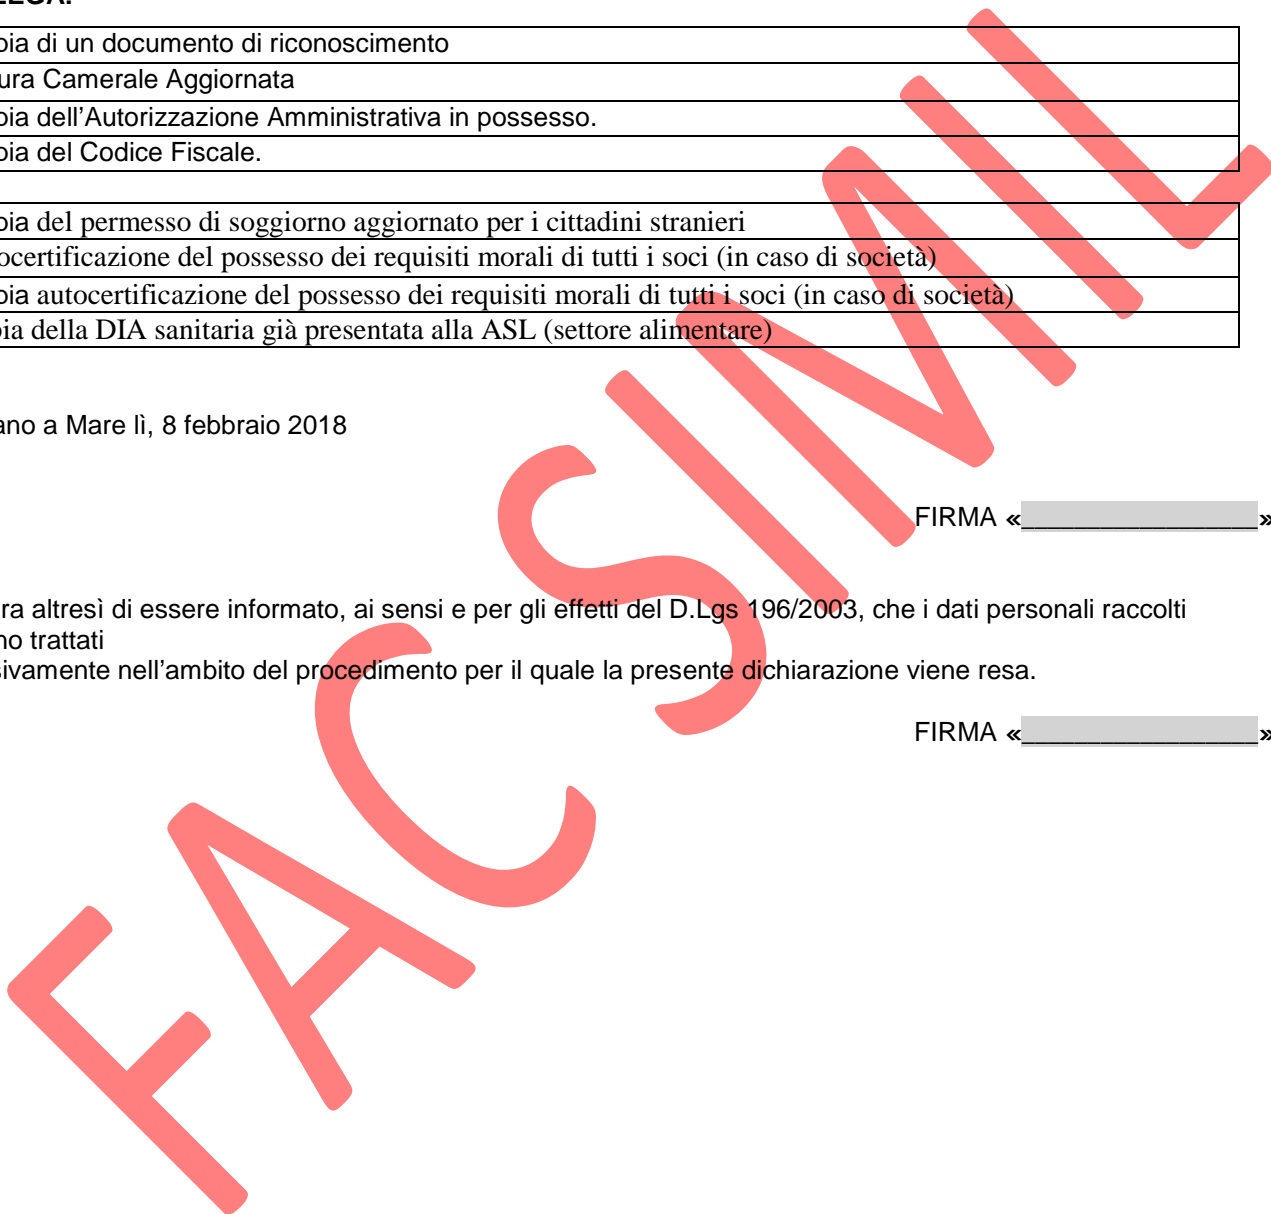 LEGA:
pia di un documento di riconoscimento
ura Camerale Aggiornata
pia dell’Autorizzazione Amministrativa in possesso.
pia del Codice Fiscale.
pia del permesso di soggiorno aggiornato per i cittadini stranieri
ocertificazione del possesso dei requisiti morali di tutti i soci (in caso di società)
pia autocertificazione del possesso dei requisiti morali di tutti i soci (in caso di società)
pia della DIA sanitaria già presentata alla ASL (settore alimentare)
ano a Mare lì, 8 febbraio 2018
FIRMA «__________________»
ra altresì di essere informato, ai sensi e per gli effetti del D.Lgs 196/2003, che i dati personali raccolti
no trattati
sivamente nell’ambito del procedimento per il quale la presente dichiarazione viene resa.
FIRMA «__________________»
FAC SIMIL